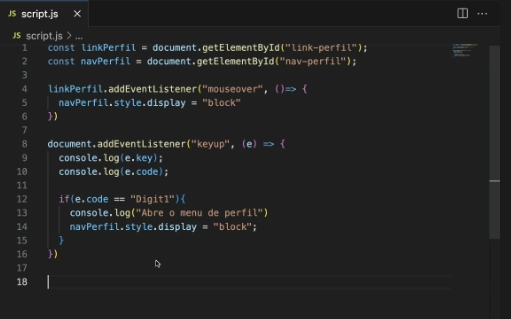 JS script.js ×
JS script.js > ...
1 const linkPerfil = document.getElementById("link-perfil");
2 const navPerfil = document.getElementById("nav-perfil");
3
4 linkPerfil.addEventListener("mouseover", ()=> {
5 navPerfil.style.display = "block"
6 })
7
8 document.addEventListener("keyup", (e) => {
9 console.log(e.key);
10 console.log(e.code);
11
12 if(e.code == "Digit1"){
13 console.log("Abre o menu de perfil")
14 navPerfil.style.display = "block";
15 }
16 })
17
18